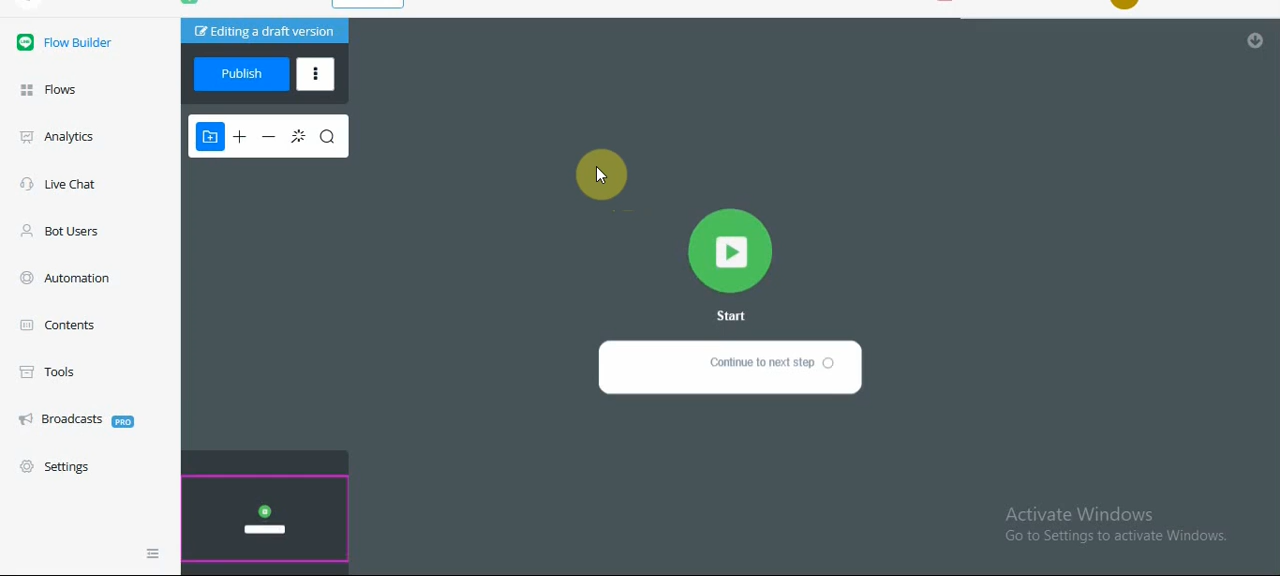 Flow Builder
Flows
Analytics
Live Chat
Bot Users
Automation
Contents
Tools
Broadcasts PRO
Settings
Editing a draft version
Publish
Start
Continue to next step
Activate Windows
Go to Settings to activate Windows.